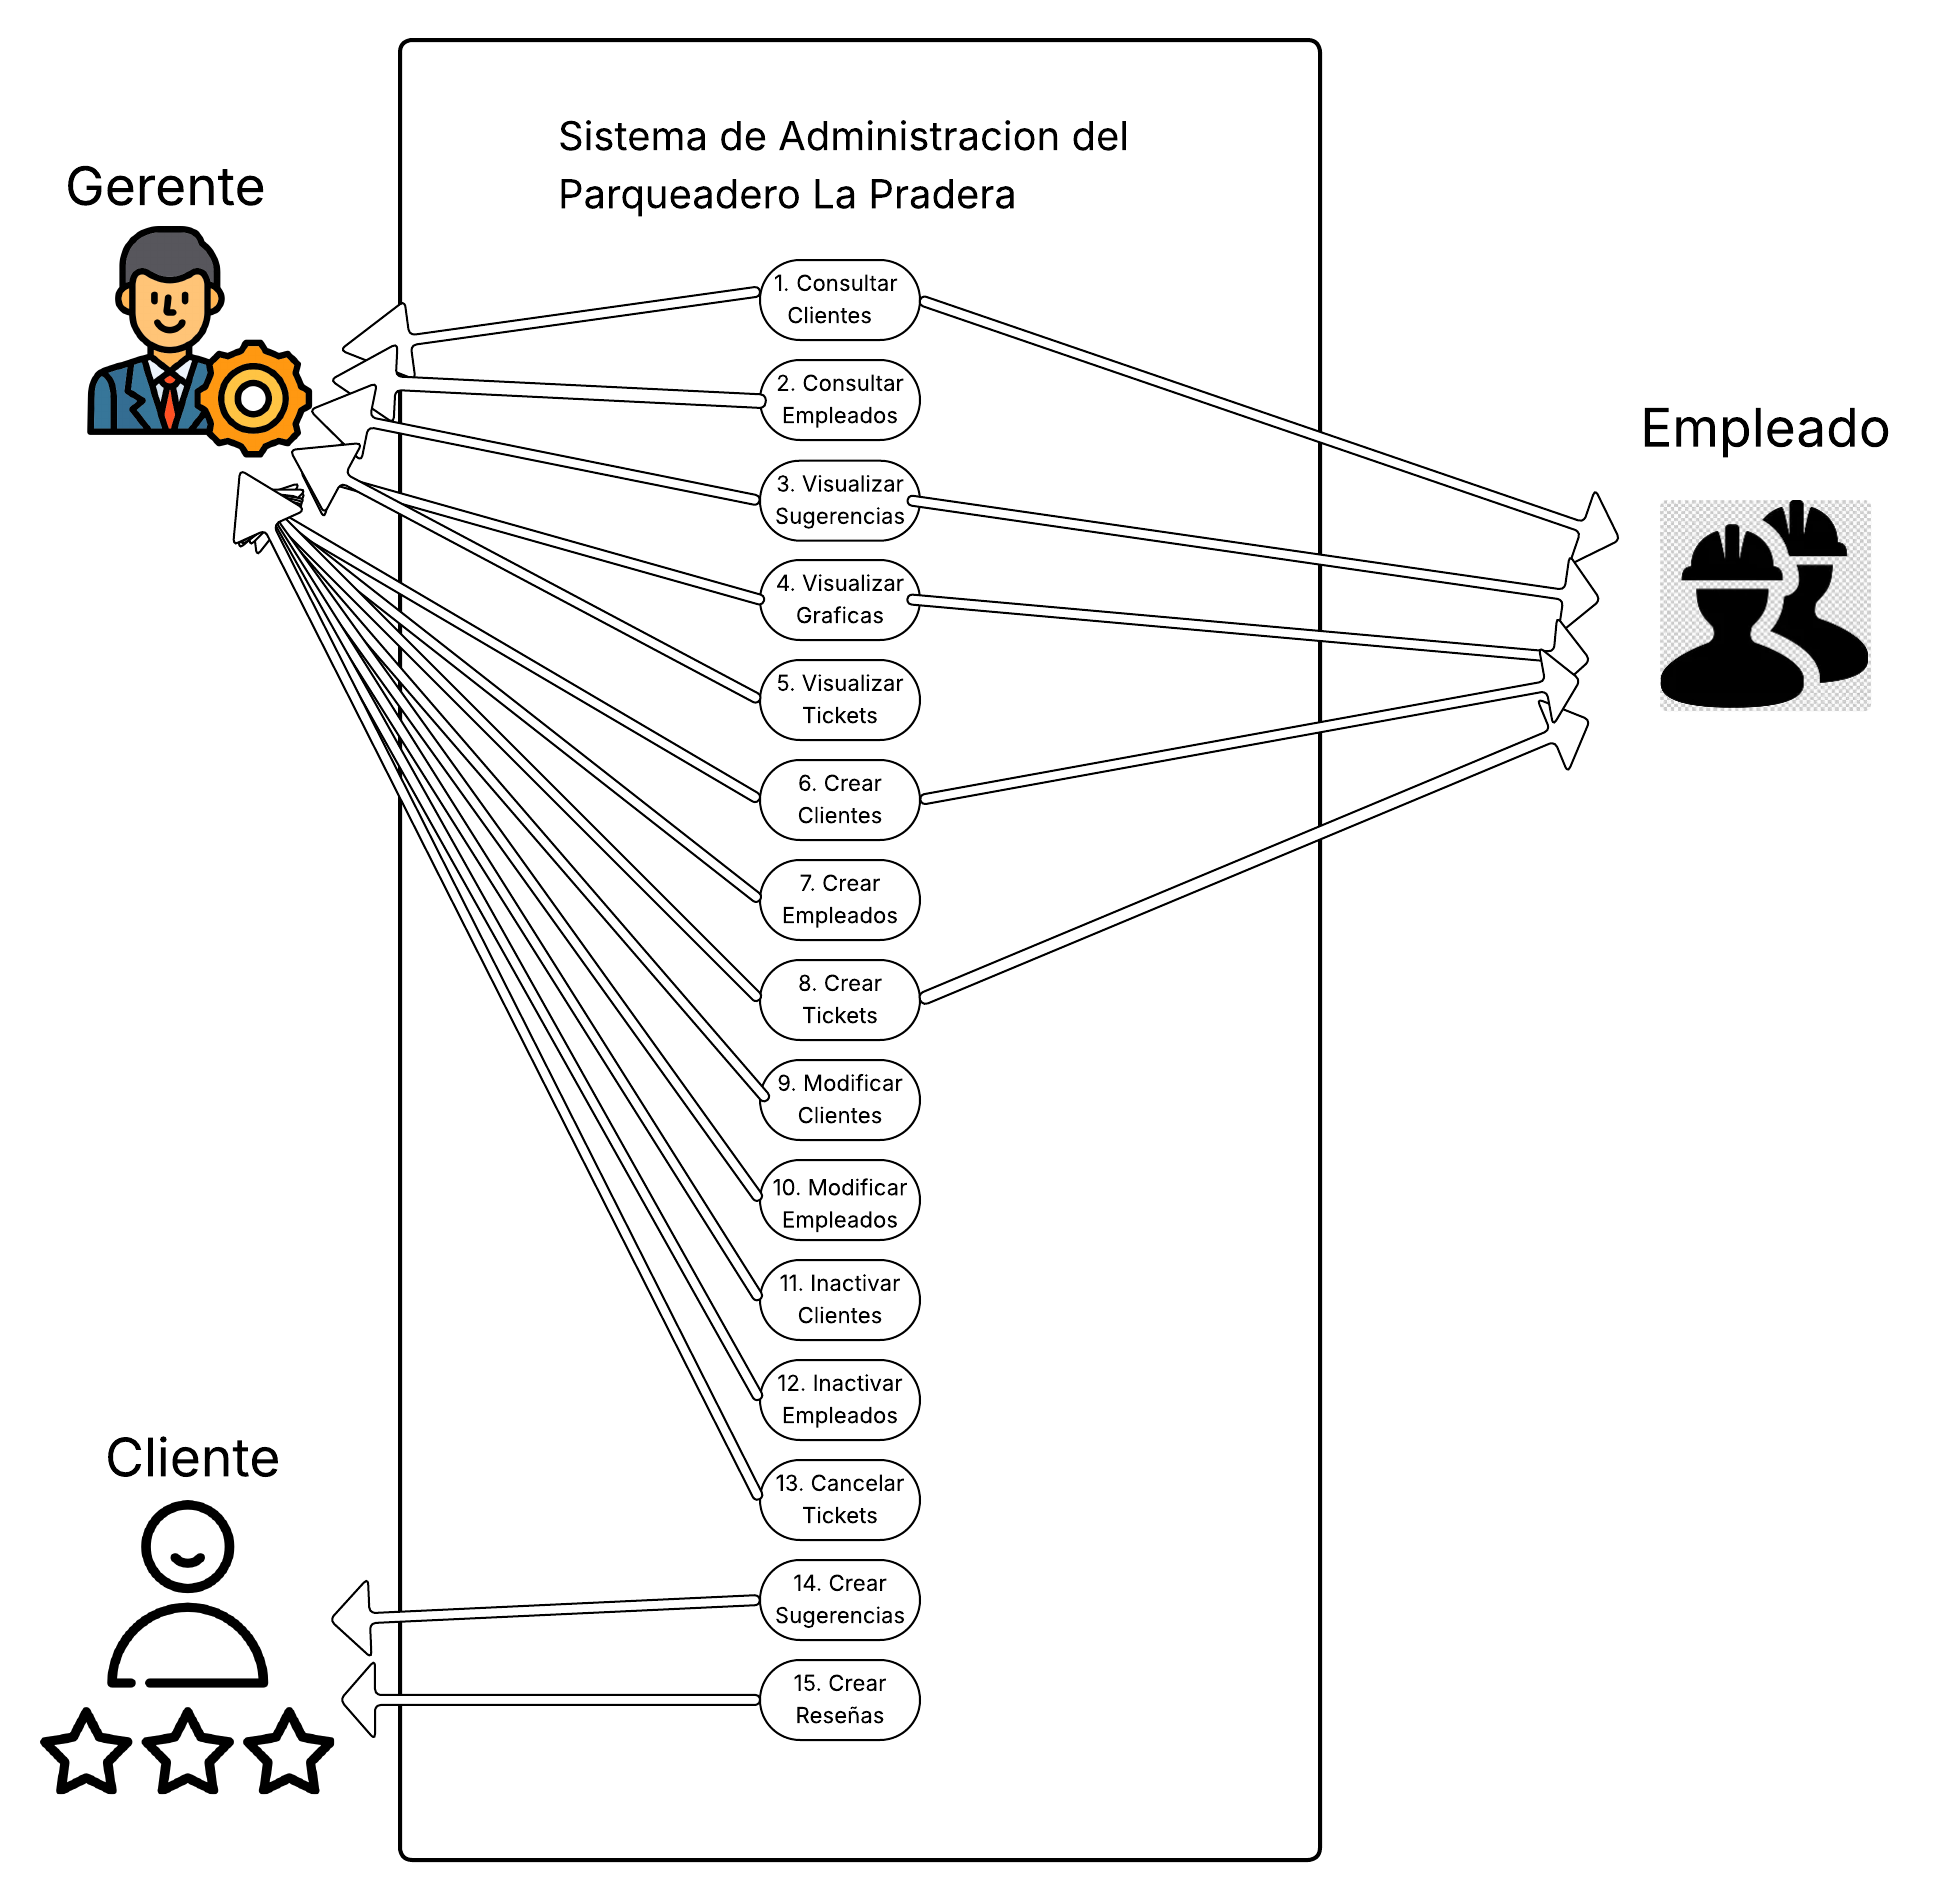 Sistema de Administracion del
Parqueadero La Pradera
Gerente
1. Consultar
Clientes
2. Consultar
Empleados
Empleado
3. Visualizar
Sugerencias
4. Visualizar
Graficas
5. Visualizar
Tickets
6. Crear
Clientes
7. Crear
Empleados
8. Crear
Tickets
9. Modificar
Clientes
10. Modificar
Empleados
11. Inactivar
Clientes
12. Inactivar
Empleados
Cliente
13. Cancelar
Tickets
14. Crear
Sugerencias
15. Crear
Reseñas